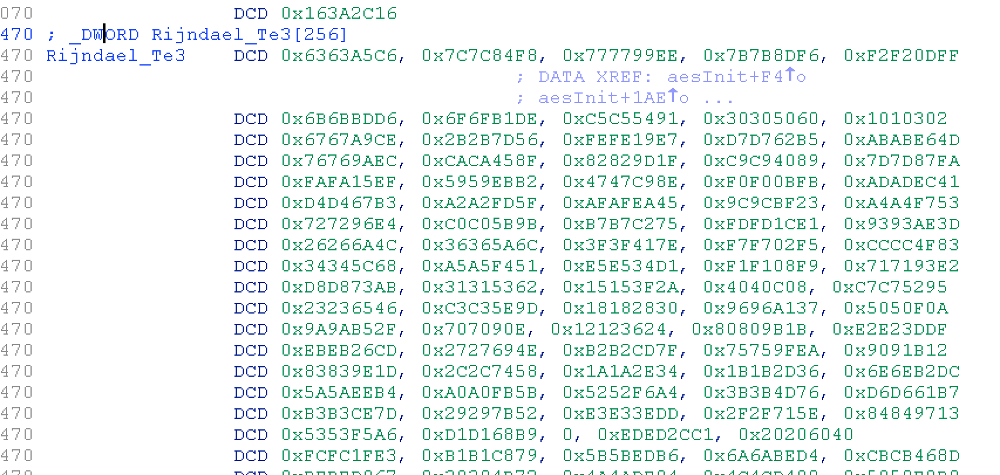 070 DCD 0x163A2C16
470 ; _DWORD Rijndael_Te3[256]
470 Rijndael_Te3 DCD 0x6363A5C6, 0x7C7C84F8, 0x777799EE, 0x7B7B8DF6, 0xF2F20DFF
470 ; DATA XREF: aesInit+F4↑o
470 ; aesInit+1AE↑o ...
470 DCD 0x6B6BBDD6, 0x6F6FB1DE, 0xC5C55491, 0x30305060, 0x1010302
470 DCD 0x6767A9CE, 0x2B2B7D56, 0xFEFE19E7, 0xD7D762B5, 0xABABE64D
470 DCD 0x76769AEC, 0xCACA458F, 0x82829D1F, 0xC9C94089, 0x7D7D87FA
470 DCD 0xFAFA15EF, 0x5959EBB2, 0x4747C98E, 0xF0F00BFB, 0xADADEC41
470 DCD 0xD4D467B3, 0xA2A2FD5F, 0xAFAFEA45, 0x9C9CBF23, 0xA4A4F753
470 DCD 0x727296E4, 0xC0C05B9B, 0xB7B7C275, 0xFDFD1CE1, 0x9393AE3D
470 DCD 0x26266A4C, 0x36365A6C, 0x3F3F417E, 0xF7F702F5, 0xCCCC4F83
470 DCD 0x34345C68, 0xA5A5F451, 0xE5E534D1, 0xF1F108F9, 0x717193E2
470 DCD 0xD8D873AB, 0x31315362, 0x15153F2A, 0x4040C08, 0xC7C75295
470 DCD 0x23236546, 0xC3C35E9D, 0x18182830, 0x9696A137, 0x5050F0A
470 DCD 0x9A9AB52F, 0x707090E, 0x12123624, 0x80809B1B, 0xE2E23DDF
470 DCD 0xEBEB26CD, 0x2727694E, 0xB2B2CD7F, 0x75759FEA, 0x9091B12
470 DCD 0x83839E1D, 0x2C2C7458, 0x1A1A2E34, 0x1B1B2D36, 0x6E6EB2DC
470 DCD 0x5A5AEEB4, 0xA0A0FB5B, 0x5252F6A4, 0x3B3B4D76, 0xD6D661B7
470 DCD 0xB3B3CE7D, 0x29297B52, 0xE3E33EDD, 0x2F2F715E, 0x84849713
470 DCD 0x5353F5A6, 0xD1D168B9, 0, 0xEDED2CC1, 0x20206040
470 DCD 0xFCFC1FE3, 0xB1B1C879, 0x5B5BEDB6, 0x6A6ABED4, 0xCBCB468D
470 DCD